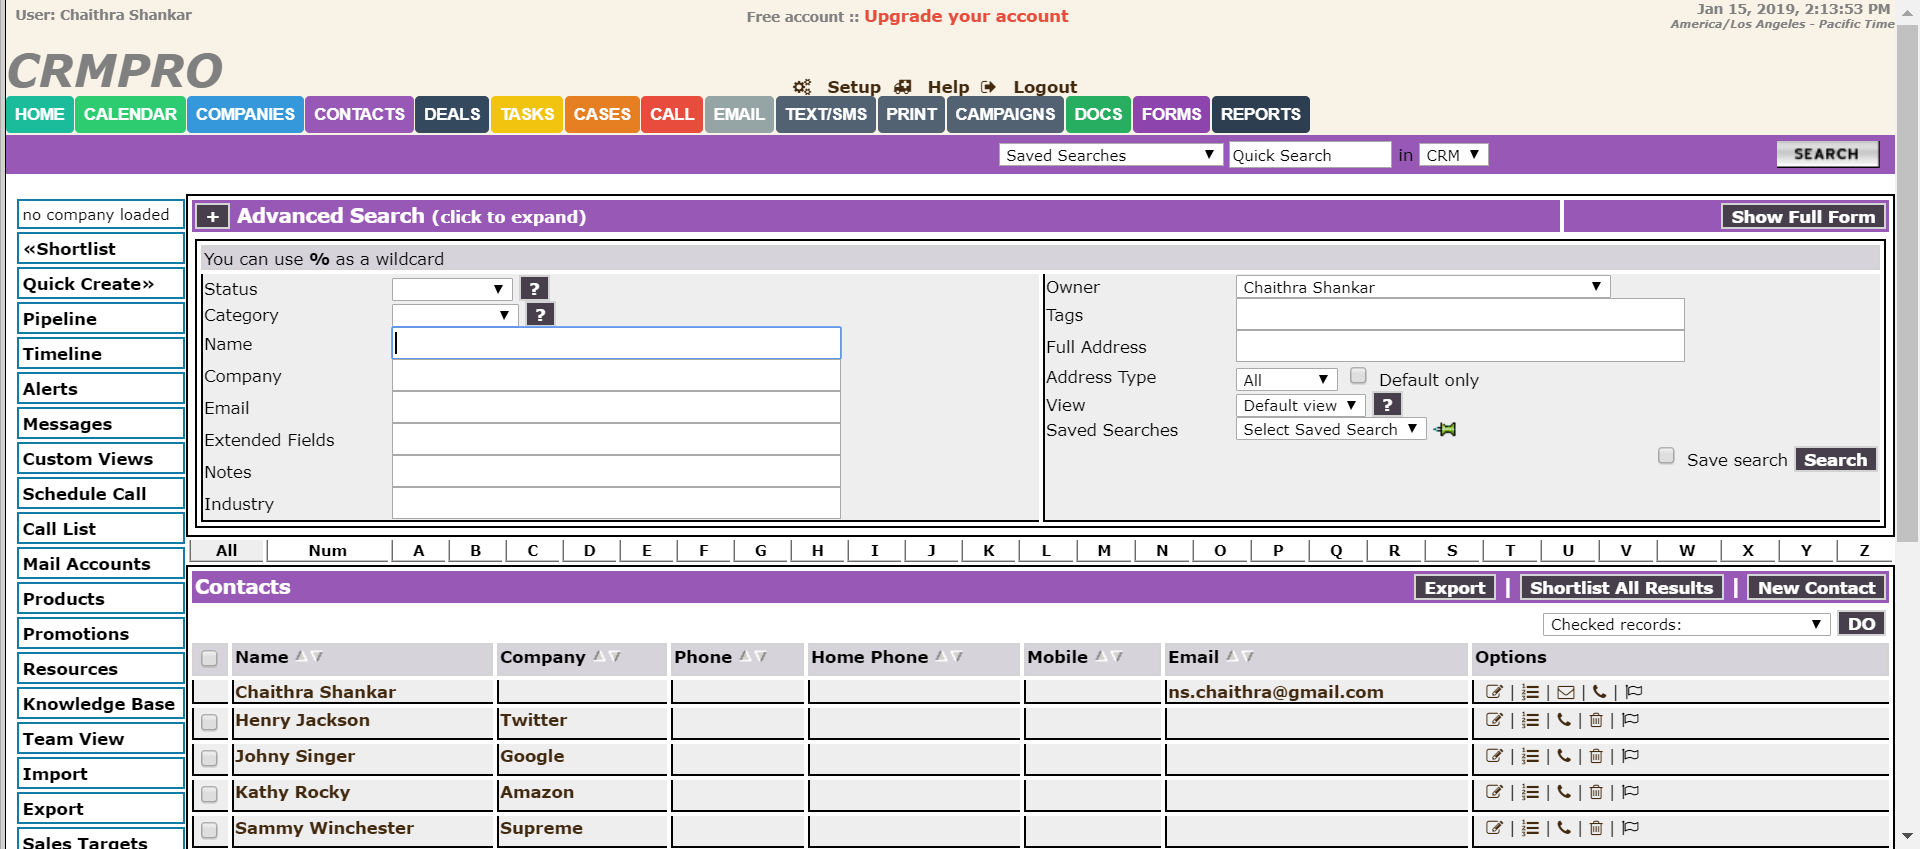 User: Chaithra Shankar
Free account :: Upgrade your account
Jan 15, 2019, 2:13:53 PM
America/Los Angeles - Pacific Time
CRMPRO
Setup Help Logout
HOME CALENDAR COMPANIES CONTACTS DEALS TASKS CASES CALL EMAIL TEXT/SMS PRINT CAMPAIGNS DOCS FORMS REPORTS
Saved Searches Quick Search in CRM SEARCH
no company loaded
«Shortlist
Quick Create»
Pipeline
Timeline
Alerts
Messages
Custom Views
Schedule Call
Call List
Mail Accounts
Products
Promotions
Resources
Knowledge Base
Team View
Import
Export
Sales Targets
+ Advanced Search (click to expand) Show Full Form
You can use % as a wildcard
Status ?
Category ?
Name
Company
Email
Extended Fields
Notes
Industry
Owner Chaithra Shankar
Tags
Full Address
Address Type All Default only
View Default view ?
Saved Searches Select Saved Search
Save search Search
All Num A B C D E F G H I J K L M N O P Q R S T U V W X Y Z
Contacts Export | Shortlist All Results | New Contact
Checked records: DO
Name Company Phone Home Phone Mobile Email Options
Chaithra Shankar ns.chaithra@gmail.com | | | |
Henry Jackson Twitter | | | |
Johny Singer Google | | | |
Kathy Rocky Amazon | | | |
Sammy Winchester Supreme | | | |